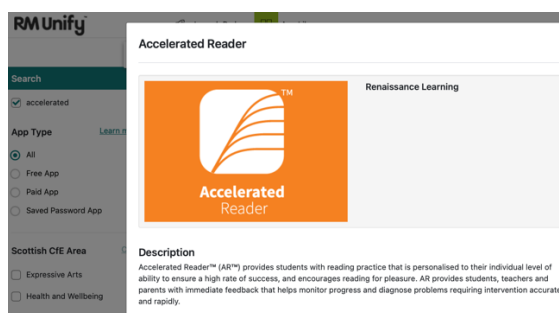 RM Unify
Accelerated Reader
Search
accelerated
App Type
Learn
All
Free App
Paid App
Saved Password App
Scottish CfE Area
Expressive Arts
Health and Wellbeing
TM
Accelerated
Reader
Renaissance Learning
Description
Accelerated Reader™ (AR™) provides students with reading practice that is personalised to their individual level of
ability to ensure a high rate of success, and encourages reading for pleasure. AR provides students, teachers and
parents with immediate feedback that helps monitor progress and diagnose problems requiring intervention accurate
and rapidly.